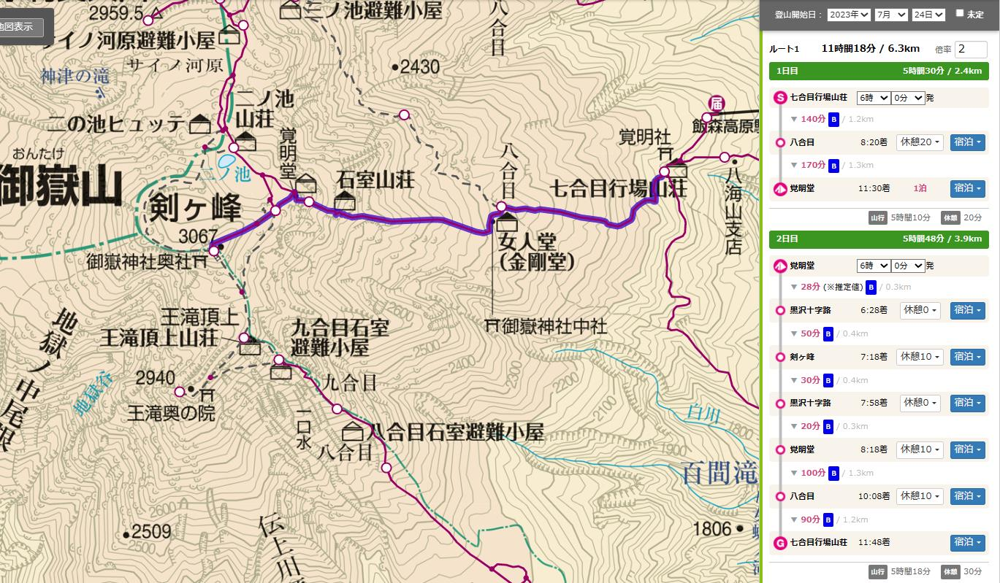 地図表示
2959.5
二ノ池避難小屋
八合目
サイノ河原避難小屋
サイノ河原
神津の滝
2430
二ノ池
山荘
二の池ヒュッテ
覚明堂
届
飯森高原駅
覚明社
おんたけ
御嶽山
二ノ池
石室山荘
八合目
七合目行場山荘
八海山支店
剣ヶ峰
3067
御嶽神社奥社
女人堂
(金剛堂)
御嶽神社中社
王滝頂上
王滝頂上山荘
九合目石室
避難小屋
地獄ノ中尾根
地獄谷
2940
王滝奥の院
九合目
2500
2300
2200
白川
1800
1900
一口水
八合目石室避難小屋
八合目
百間滝
2600
2509
2500
伝上川
1806
登山開始日： 2023年 7月 24日 未定
ルート1 11時間18分 / 6.3km 倍率 2
1日目 5時間30分 / 2.4km
S 七合目行場山荘 6時 0分 発
▼ 140分 B / 1.2km
八合目 8:20着 休憩20 宿泊
▼ 170分 B / 1.3km
覚明堂 11:30着 1泊 宿泊
山行 5時間10分 休憩 20分
2日目 5時間48分 / 3.9km
覚明堂 6時 0分 発
▼ 28分 (※推定値) B / 0.3km
黒沢十字路 6:28着 休憩0 宿泊
▼ 50分 B / 0.4km
剣ヶ峰 7:18着 休憩10 宿泊
▼ 30分 B / 0.4km
黒沢十字路 7:58着 休憩0 宿泊
▼ 20分 B / 0.3km
覚明堂 8:18着 休憩10 宿泊
▼ 100分 B / 1.3km
八合目 10:08着 休憩10 宿泊
▼ 90分 B / 1.2km
G 七合目行場山荘 11:48着 宿泊
山行 5時間18分 休憩 30分